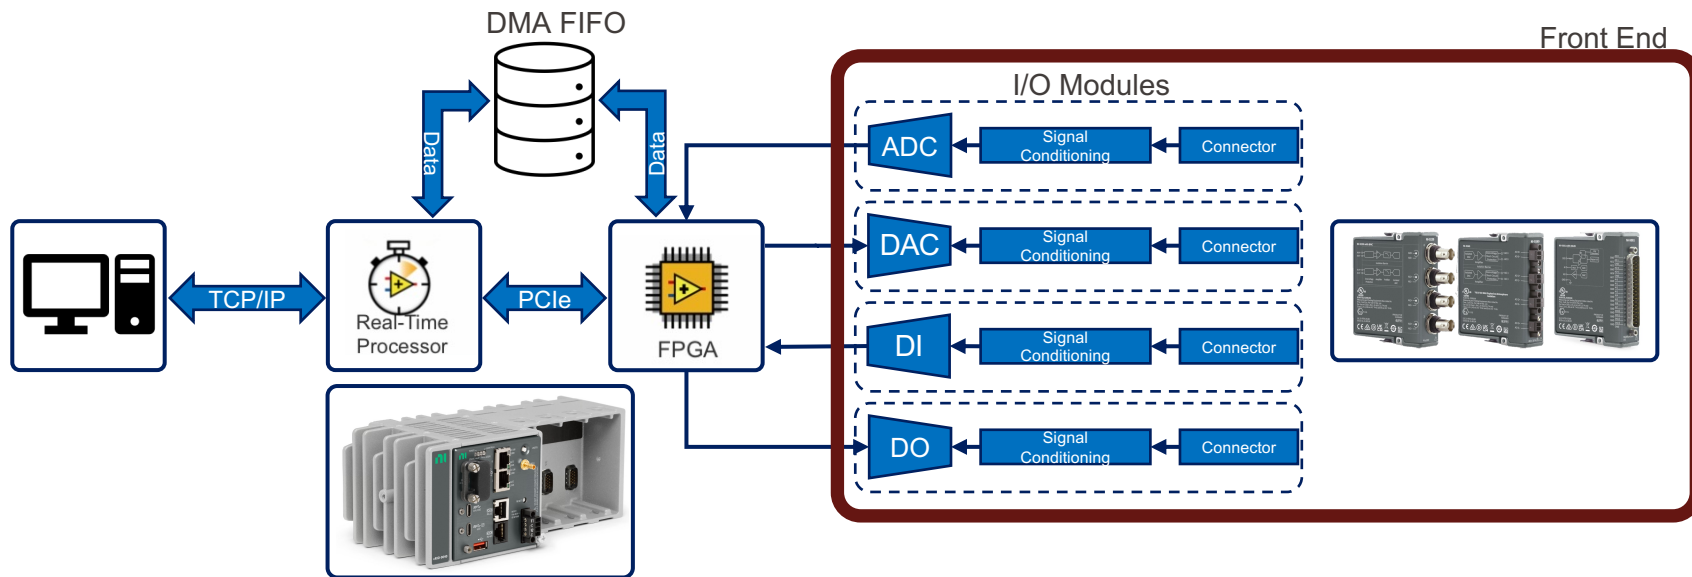 DMA FIFO
Front End
I/O Modules
Data
Data
ADC
Signal
Conditioning
Connector
DAC
Signal
Conditioning
Connector
TCP/IP
Real-Time
Processor
PCIe
FPGA
DI
Signal
Conditioning
Connector
DO
Signal
Conditioning
Connector